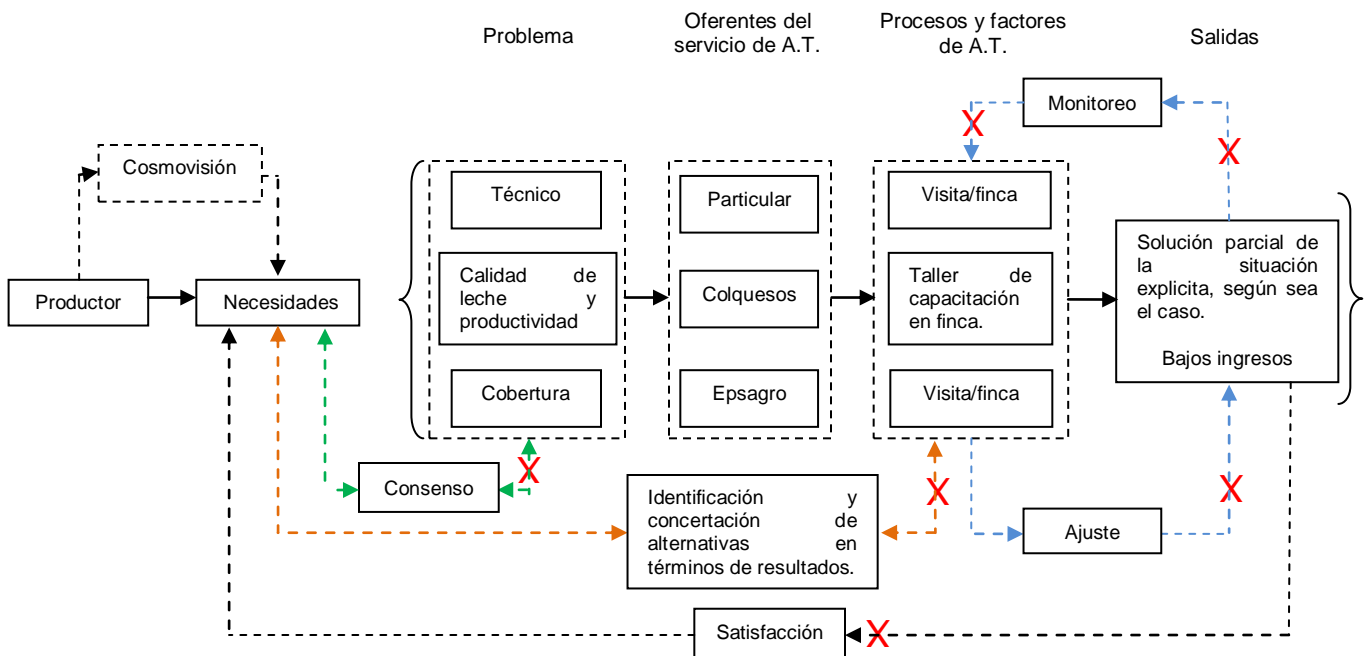 Problema
Oferentes del
servicio de A.T.
Procesos y factores
de A.T.
Salidas
Monitoreo
Cosmovisión
Técnico
Particular
Visita/finca
Productor
Necesidades
Calidad de
leche y
productividad
Colquesos
Taller de
capacitación
en finca.
Solución parcial de
la situación
explicita, según sea
el caso.
Bajos ingresos
Cobertura
Epsagro
Visita/finca
Consenso
Identificación y
concertación de
alternativas en
términos de resultados.
Ajuste
Satisfacción
X
X
X
X
X
X